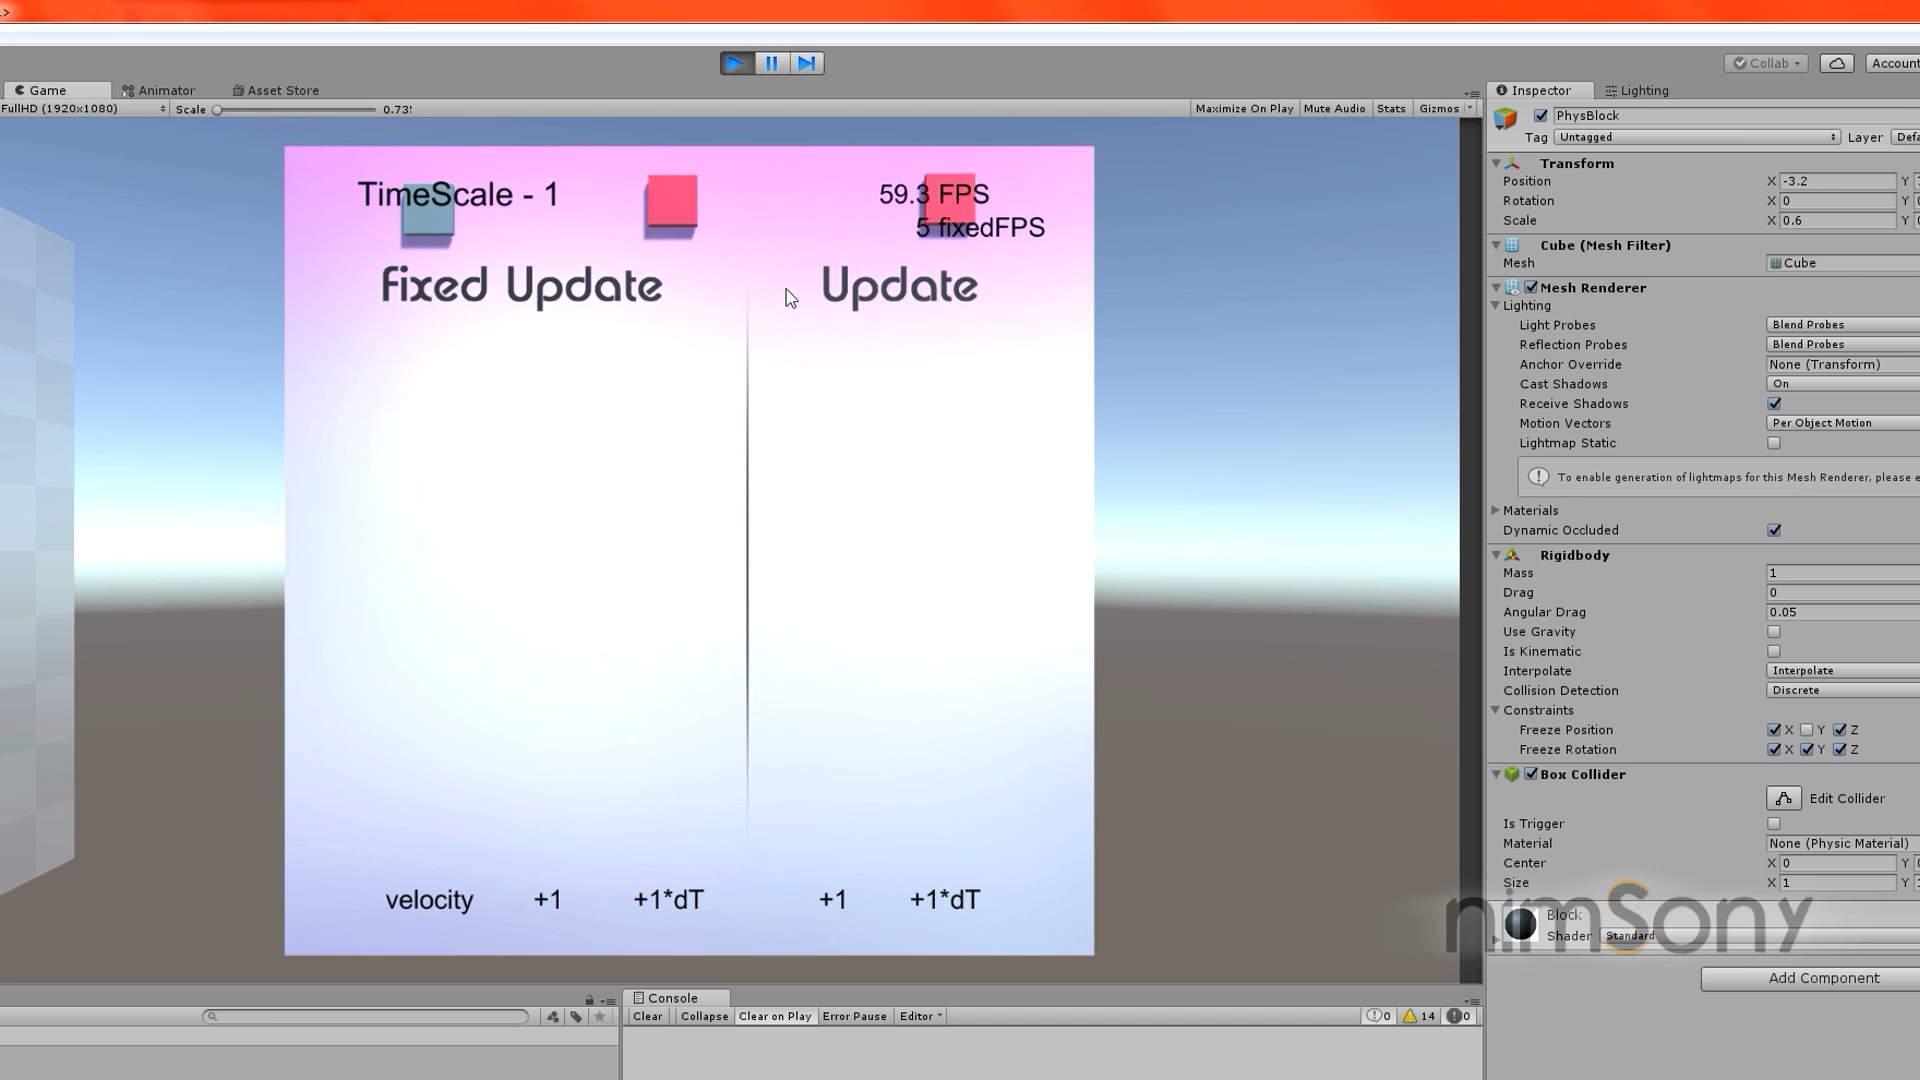 >
Collab
Account
Game
Animator
Asset Store
Inspector
Lighting
FullHD (1920x1080)
Scale
0.73
Maximize On Play
Mute Audio
Stats
Gizmos
PhysBlock
Tag
Untagged
Layer
Defa
Transform
Position
X
-3.2
Y
Rotation
X
0
Y
Scale
X
0.6
Y
TimeScale - 1
59.3 FPS
5 fixedFPS
Fixed Update
Update
velocity
+1
+1*dT
+1
+1*dT
Cube (Mesh Filter)
Mesh
Cube
Mesh Renderer
Lighting
Light Probes
Blend Probes
Reflection Probes
Blend Probes
Anchor Override
None (Transform)
Cast Shadows
On
Receive Shadows
Motion Vectors
Per Object Motion
Lightmap Static
To enable generation of lightmaps for this Mesh Renderer, please e
Materials
Dynamic Occluded
Rigidbody
Mass
1
Drag
0
Angular Drag
0.05
Use Gravity
Is Kinematic
Interpolate
Interpolate
Collision Detection
Discrete
Constraints
Freeze Position
X
Y
Z
Freeze Rotation
X
Y
Z
Box Collider
Edit Collider
Is Trigger
Material
None (Physic Material)
Center
X
0
Y
Size
X
1
Y
nimSony
Block
Shader
Standard
Add Component
Console
Clear
Collapse
Clear on Play
Error Pause
Editor
0
14
0